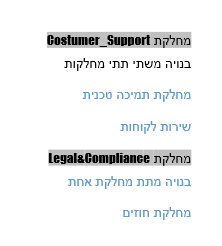 מחלקת Costumer_Support
בנויה משתי תתי מחלקות
מחלקת תמיכה טכנית
שירות לקוחות
מחלקת Legal&Compliance
בנויה מתת מחלקת אחת
מחלקת חוזים